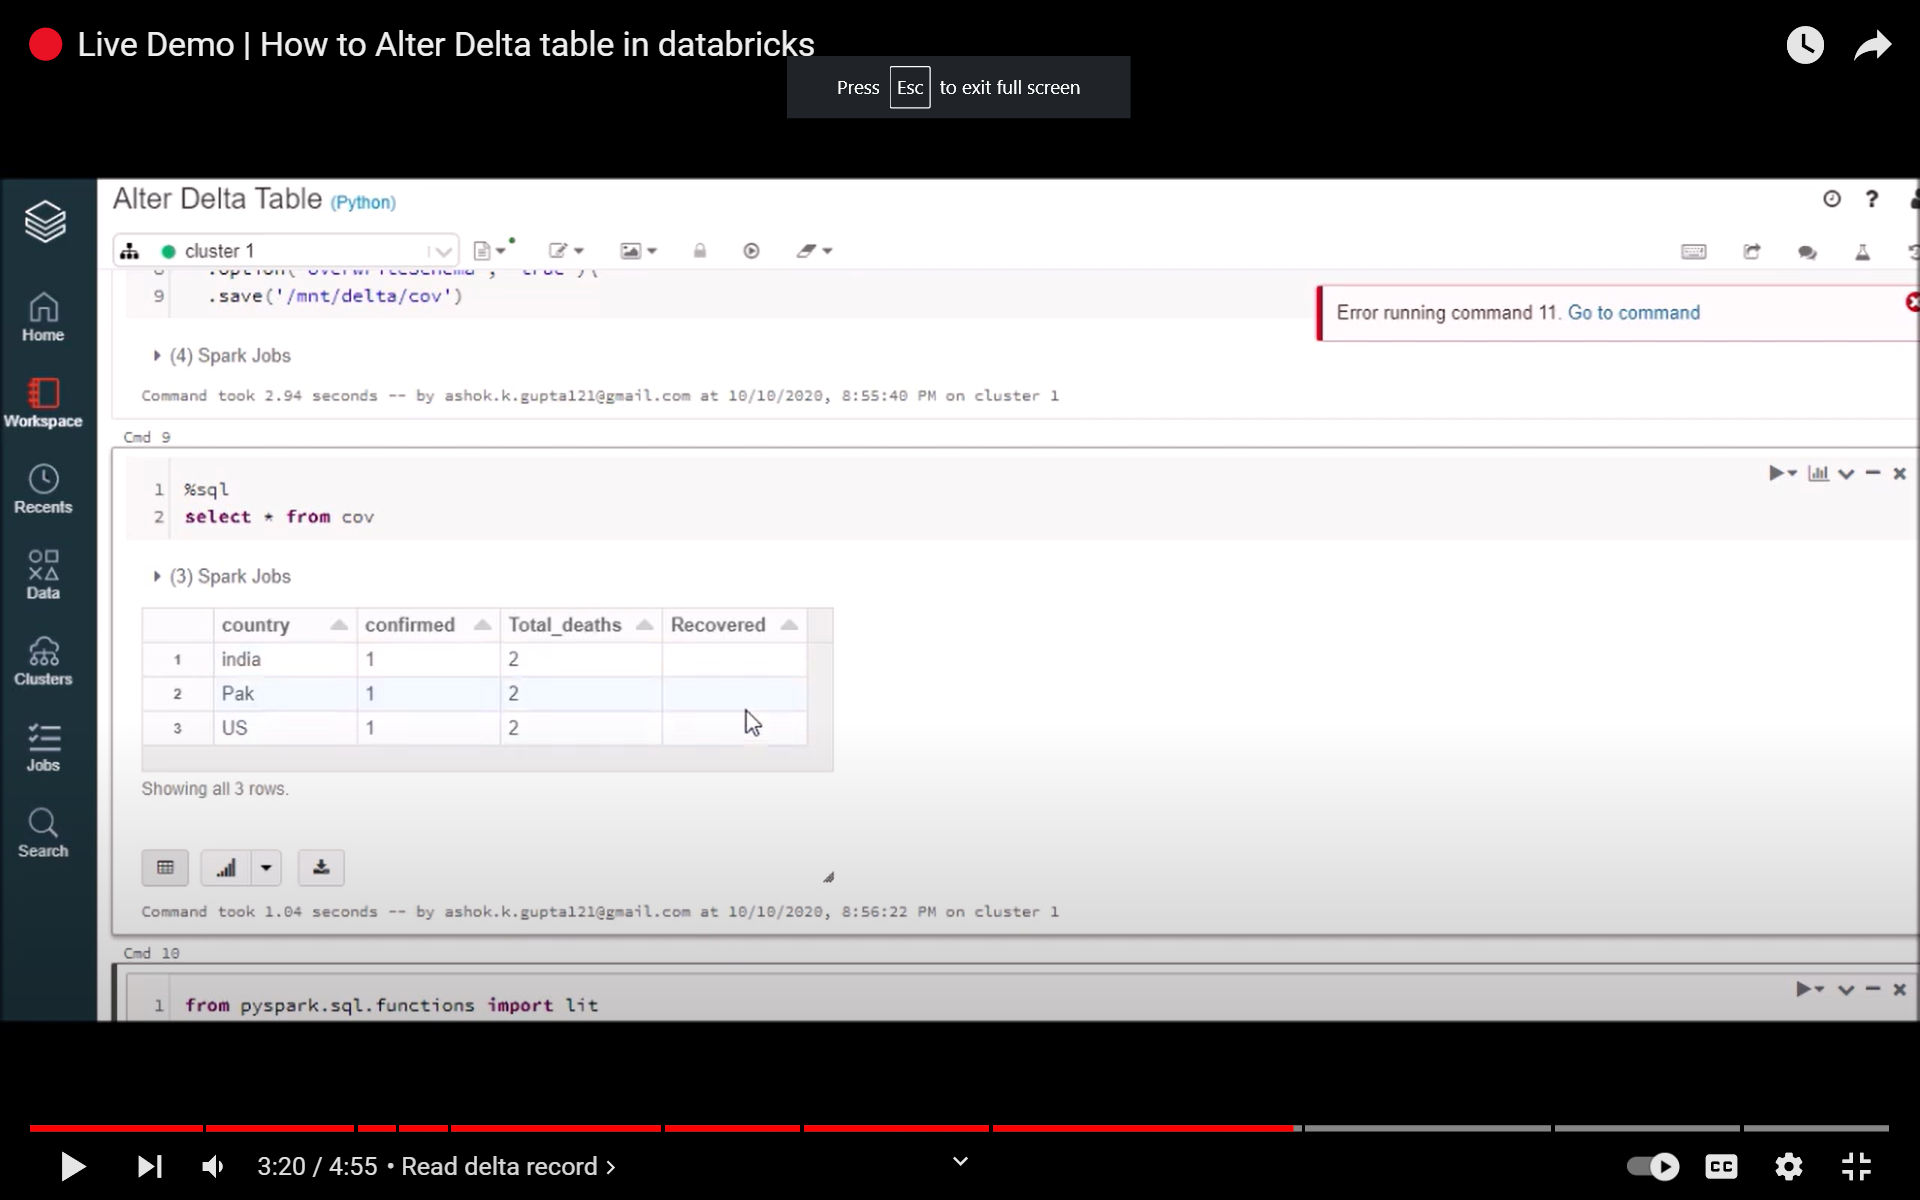 Live Demo | How to Alter Delta table in databricks
Press Esc to exit full screen
Alter Delta Table (Python)
cluster 1
9 .save('/mnt/delta/cov')
Error running command 11. Go to command
(4) Spark Jobs
Command took 2.94 seconds -- by ashok.k.gupta121@gmail.com at 10/10/2020, 8:55:40 PM on cluster 1
Home
Workspace
Recents
Data
Clusters
Jobs
Search
Cmd 9
1 %sql
2 select * from cov
(3) Spark Jobs
country confirmed Total_deaths Recovered
1 india 1 2
2 Pak 1 2
3 US 1 2
Showing all 3 rows.
Command took 1.04 seconds -- by ashok.k.gupta121@gmail.com at 10/10/2020, 8:56:22 PM on cluster 1
Cmd 10
1 from pyspark.sql.functions import lit
3:20 / 4:55 • Read delta record ›
CC